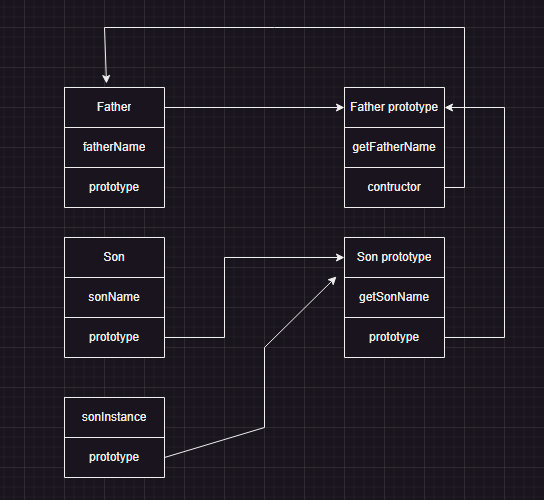 Father
fatherName
prototype
Father prototype
getFatherName
contructor
Son
sonName
prototype
Son prototype
getSonName
prototype
sonInstance
prototype